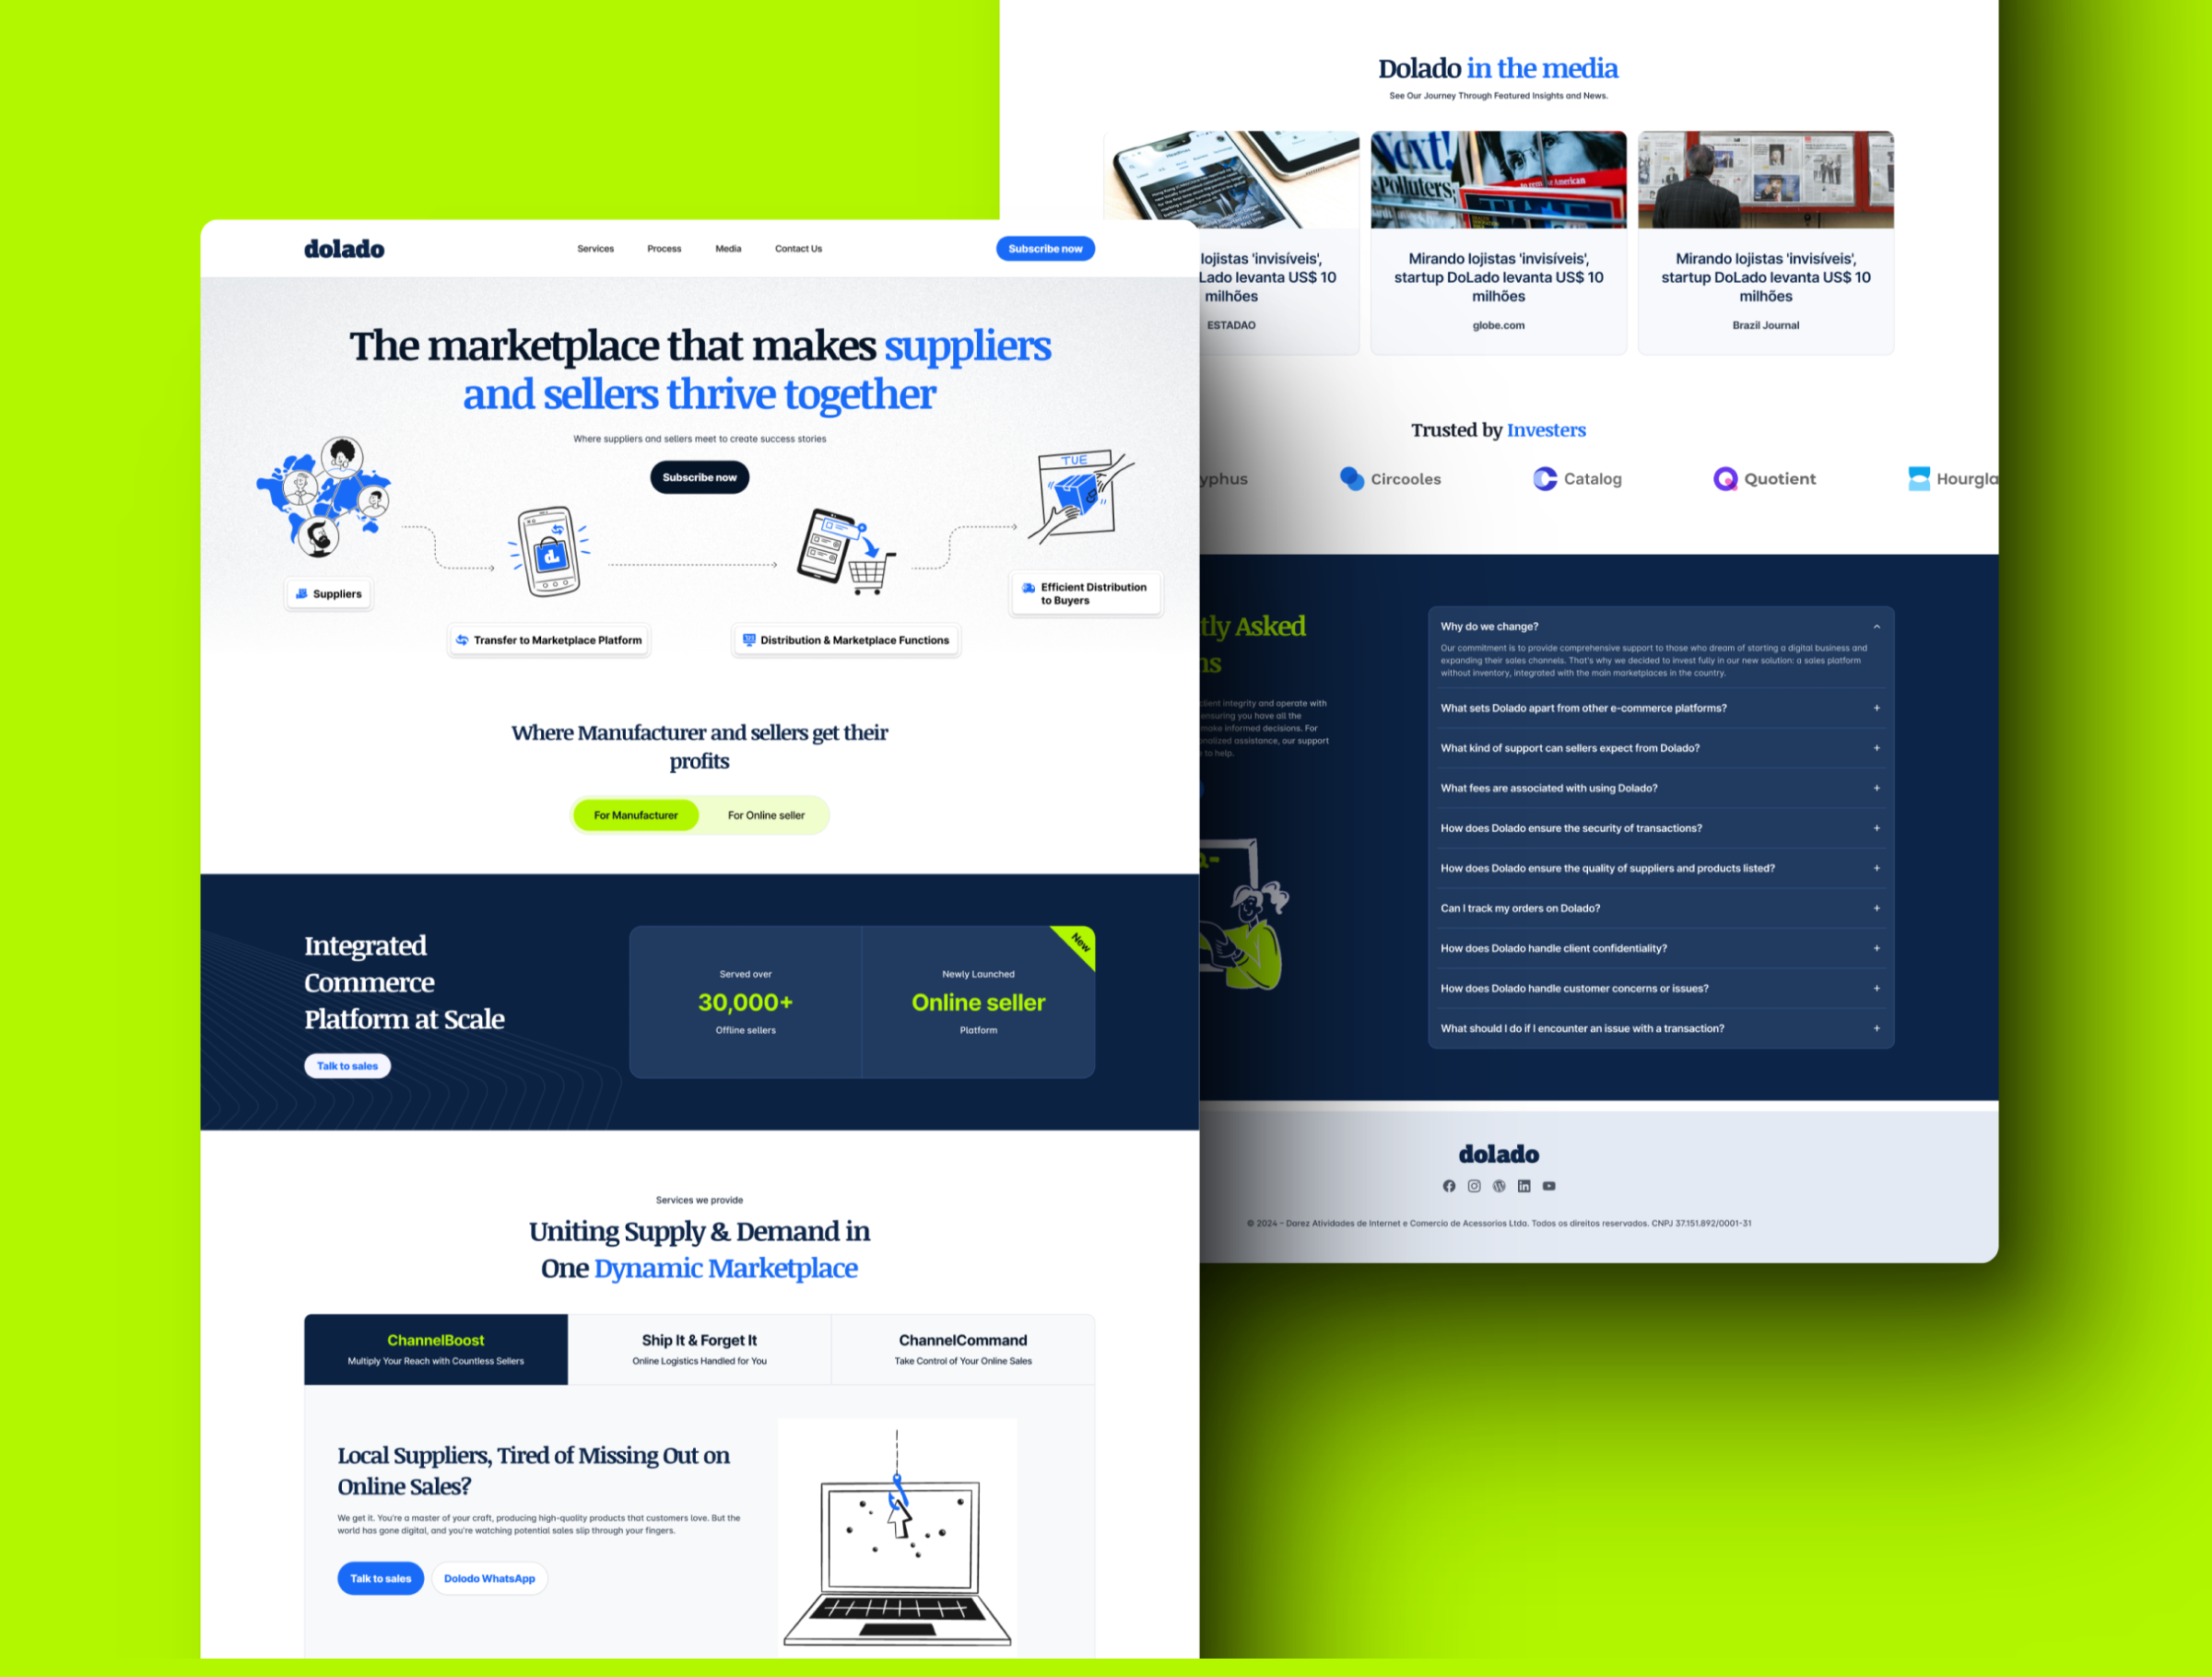 dolado
Services
Process
Media
Contact Us
Subscribe now
The marketplace that makes suppliers
and sellers thrive together
Where suppliers and sellers meet to create success stories
Subscribe now
TUE
d.
Suppliers
Transfer to Marketplace Platform
Distribution & Marketplace Functions
Efficient Distribution
to Buyers
Where Manufacturer and sellers get their
profits
For Manufacturer
For Online seller
Integrated
Commerce
Platform at Scale
Talk to sales
Served over
30,000+
Offline sellers
New
Newly Launched
Online seller
Platform
Services we provide
Uniting Supply & Demand in
One Dynamic Marketplace
ChannelBoost
Multiply Your Reach with Countless Sellers
Ship It & Forget It
Online Logistics Handled for You
ChannelCommand
Take Control of Your Online Sales
Local Suppliers, Tired of Missing Out on
Online Sales?
We get it. You're a master of your craft, producing high-quality products that customers love. But the
world has gone digital, and you're watching potential sales slip through your fingers.
Talk to sales
Dolodo WhatsApp
Dolado in the media
See Our Journey Through Featured Insights and News.
Next!
Polluters
American
TIME
lojistas 'invisíveis',
Lado levanta US$ 10
milhões
ESTADAO
Mirando lojistas 'invisíveis',
startup DoLado levanta US$ 10
milhões
globe.com
Mirando lojistas 'invisíveis',
startup DoLado levanta US$ 10
milhões
Brazil Journal
Trusted by Investers
yphus
Circooles
Catalog
Quotient
Hourgla
tly Asked
ns
client integrity and operate with
ensuring you have all the
make informed decisions. For
nalized assistance, our support
to help.
Why do we change?
Our commitment is to provide comprehensive support to those who dream of starting a digital business and
expanding their sales channels. That's why we decided to invest fully in our new solution: a sales platform
without inventory, integrated with the main marketplaces in the country.
What sets Dolado apart from other e-commerce platforms?
What kind of support can sellers expect from Dolado?
What fees are associated with using Dolado?
How does Dolado ensure the security of transactions?
How does Dolado ensure the quality of suppliers and products listed?
Can I track my orders on Dolado?
How does Dolado handle client confidentiality?
How does Dolado handle customer concerns or issues?
What should I do if I encounter an issue with a transaction?
dolado
© 2024 – Darez Atividades de Internet e Comercio de Acessorios Ltda. Todos os direitos reservados. CNPJ 37.151.892/0001-31